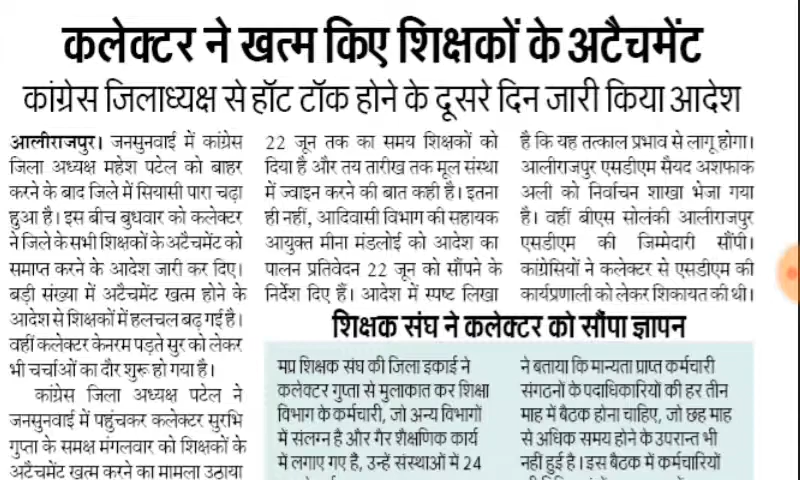 कलेक्टर ने खत्म किए शिक्षकों के अटैचमेंट
कांग्रेस जिलाध्यक्ष से हॉट टॉक होने के दूसरे दिन जारी किया आदेश
आलीराजपुर। जनसुनवाई में कांग्रेस
जिला अध्यक्ष महेश पटेल को बाहर
करने के बाद जिले में सियासी पारा चढ़ा
हुआ है। इस बीच बुधवार को कलेक्टर
ने जिले के सभी शिक्षकों के अटैचमेंट को
समाप्त करने के आदेश जारी कर दिए।
बड़ी संख्या में अटैचमेंट खत्म होने के
आदेश से शिक्षकों में हलचल बढ़ गई है।
वहीं कलेक्टर केनरम पड़ते सुर को लेकर
भी चर्चाओं का दौर शुरू हो गया है।
कांग्रेस जिला अध्यक्ष पटेल ने
जनसुनवाई में पहुंचकर कलेक्टर सुरभि
गुप्ता के समक्ष मंगलवार को शिक्षकों के
अटैचमेंट खत्म करने का मामला उठाया
22 जून तक का समय शिक्षकों को
दिया है और तय तारीख तक मूल संस्था
में ज्वाइन करने की बात कही है। इतना
ही नहीं, आदिवासी विभाग की सहायक
आयुक्त मीना मंडलोई को आदेश का
पालन प्रतिवेदन 22 जून को सौंपने के
निर्देश दिए हैं। आदेश में स्पष्ट लिखा
है कि यह तत्काल प्रभाव से लागू होगा।
आलीराजपुर एसडीएम सैयद अशफाक
अली को निर्वाचन शाखा भेजा गया
है। वहीं बीएस सोलंकी आलीराजपुर
एसडीएम की जिम्मेदारी सौंपी।
कांग्रेसियों ने कलेक्टर से एसडीएम की
कार्यप्रणाली को लेकर शिकायत की थी।
शिक्षक संघ ने कलेक्टर को सौंपा ज्ञापन
मप्र शिक्षक संघ की जिला इकाई ने
कलेक्टर गुप्ता से मुलाकात कर शिक्षा
विभाग के कर्मचारी, जो अन्य विभागों
में संलग्न है और गैर शैक्षणिक कार्य
में लगाए गए है, उन्हें संस्थाओं में 24
ने बताया कि मान्यता प्राप्त कर्मचारी
संगठनों के पदाधिकारियों की हर तीन
माह में बैठक होना चाहिए, जो छह माह
से अधिक समय होने के उपरान्त भी
नहीं हुई है। इस बैठक में कर्मचारियों